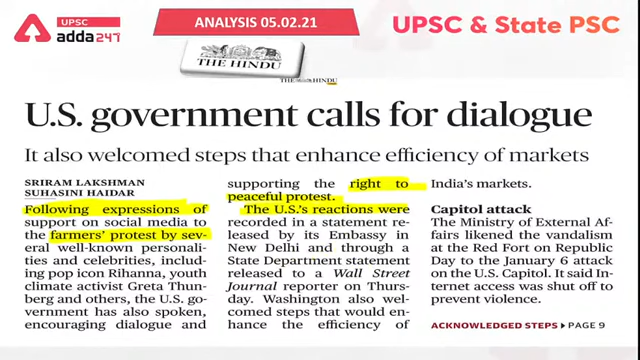 UPSC
adda247
ANALYSIS 05.02.21
THE HINDU
UPSC & State PSC
THE HINDU
U.S. government calls for dialogue
It also welcomed steps that enhance efficiency of markets
SRIRAM LAKSHMAN
SUHASINI HAIDAR
Following expressions of
support on social media to
the farmers' protest by sev-
eral well-known personali-
ties and celebrities, includ-
ing pop icon Rihanna, youth
climate activist Greta Thun-
berg and others, the U.S. go-
vernment has also spoken,
encouraging dialogue and
supporting the right to
peaceful protest.
The U.S.'s reactions were
recorded in a statement re-
leased by its Embassy in
New Delhi and through a
State Department statement
released to a Wall Street
Journal reporter on Thurs-
day. Washington also wel-
comed steps that would en-
hance the efficiency of
India's markets.
Capitol attack
The Ministry of External Af-
fairs likened the vandalism
at the Red Fort on Republic
Day to the January 6 attack
on the U.S. Capitol. It said In-
ternet access was shut off to
prevent violence.
ACKNOWLEDGED STEPS PAGE 9